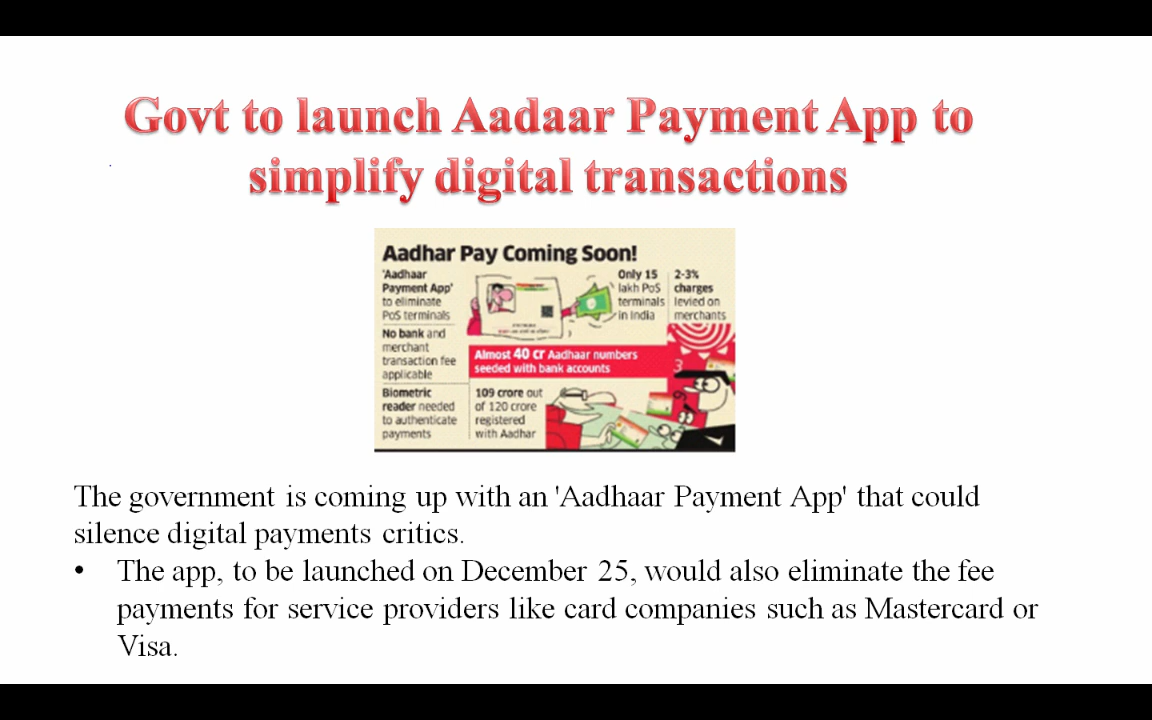 Govt to launch Aadaar Payment App to
simplify digital transactions
Aadhar Pay Coming Soon!
'Aadhaar
Payment App'
to eliminate
PoS terminals
No bank and
merchant
transaction fee
applicable
Biometric
reader needed
to authenticate
payments
Only 15
lakh PoS
terminals
in India
2-3%
charges
levied on
merchants
Almost 40 cr Aadhaar numbers
seeded with bank accounts
109 crore out
of 120 crore
registered
with Aadhar
The government is coming up with an 'Aadhaar Payment App' that could
silence digital payments critics.
• The app, to be launched on December 25, would also eliminate the fee
payments for service providers like card companies such as Mastercard or
Visa.